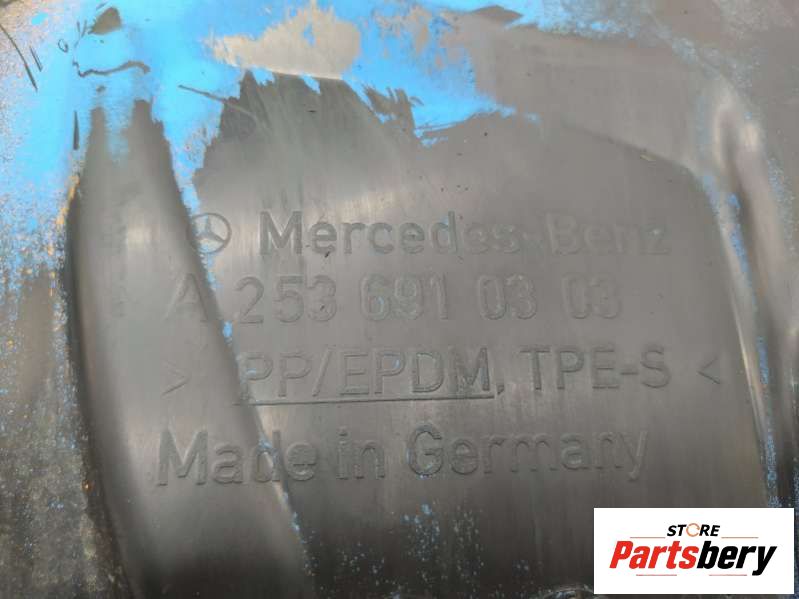 Mercedes-Benz
A 253 691 03 03
> PP/EPDM, TPE-S <
Made in Germany
STORE
Partsbery